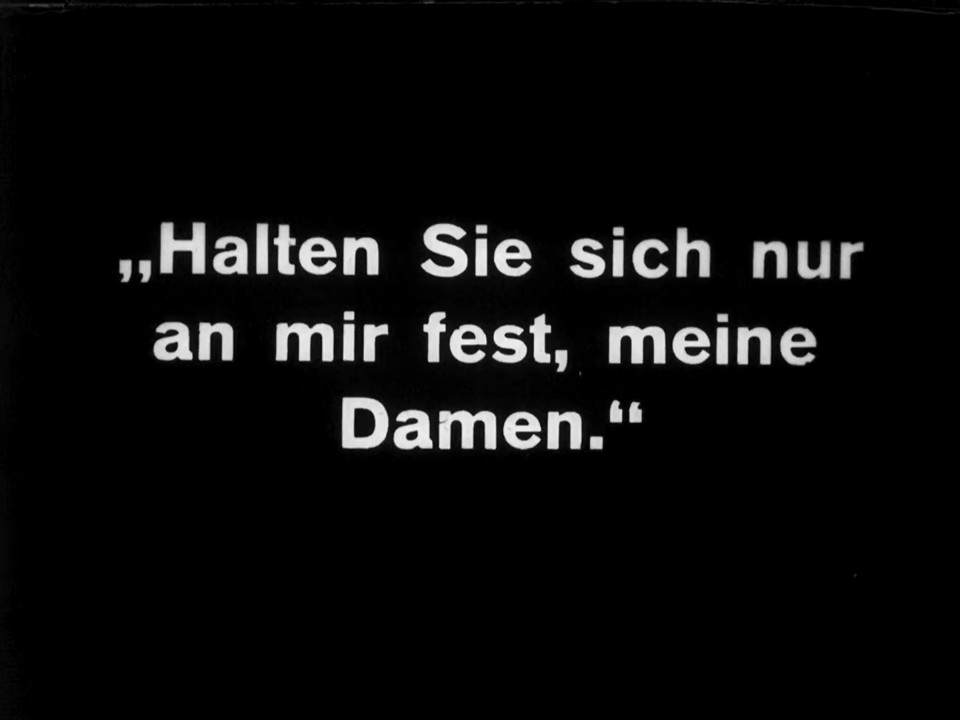 „Halten Sie sich nur
an mir fest, meine
Damen.“